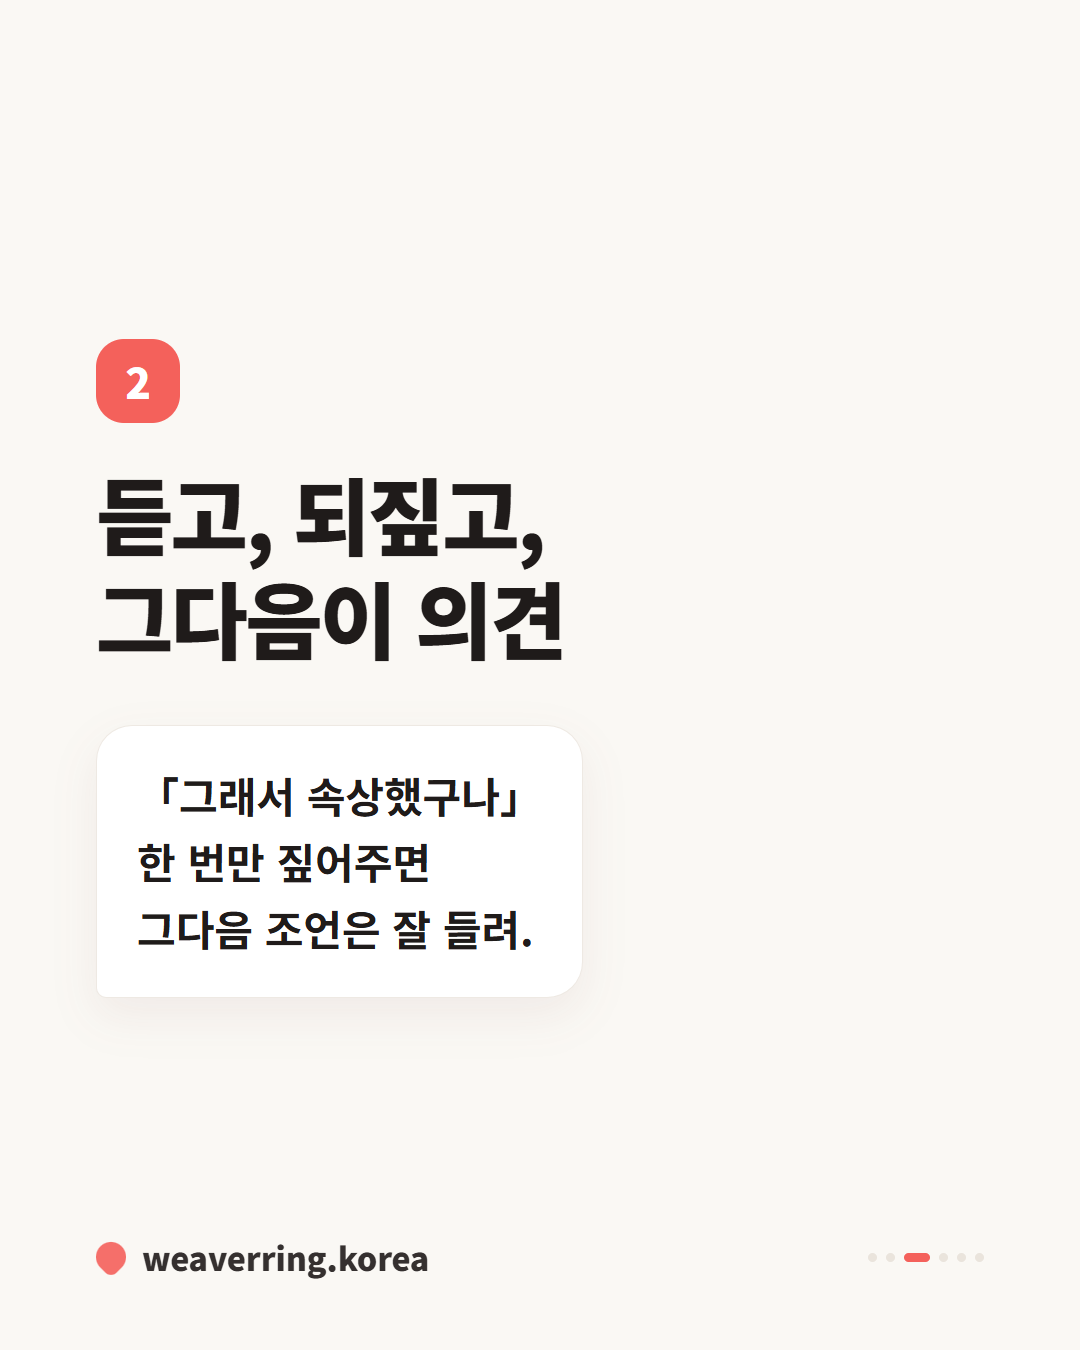 2
듣고, 되짚고,
그다음이 의견
「그래서 속상했구나」
한 번만 짚어주면
그다음 조언은 잘 들려.
weaverring.korea